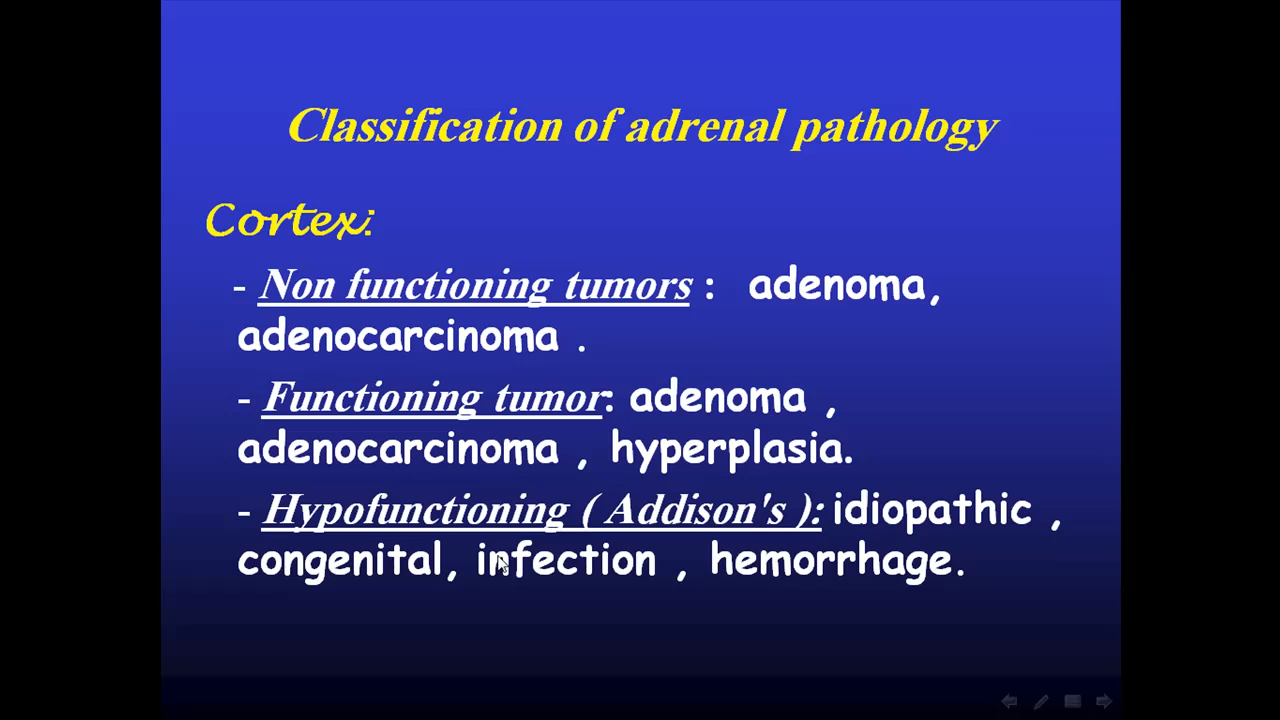 Classification of adrenal pathology
Cortex:
- Non functioning tumors : adenoma,
adenocarcinoma .
- Functioning tumor: adenoma ,
adenocarcinoma , hyperplasia.
- Hypofunctioning ( Addison's ): idiopathic ,
congenital, infection , hemorrhage.